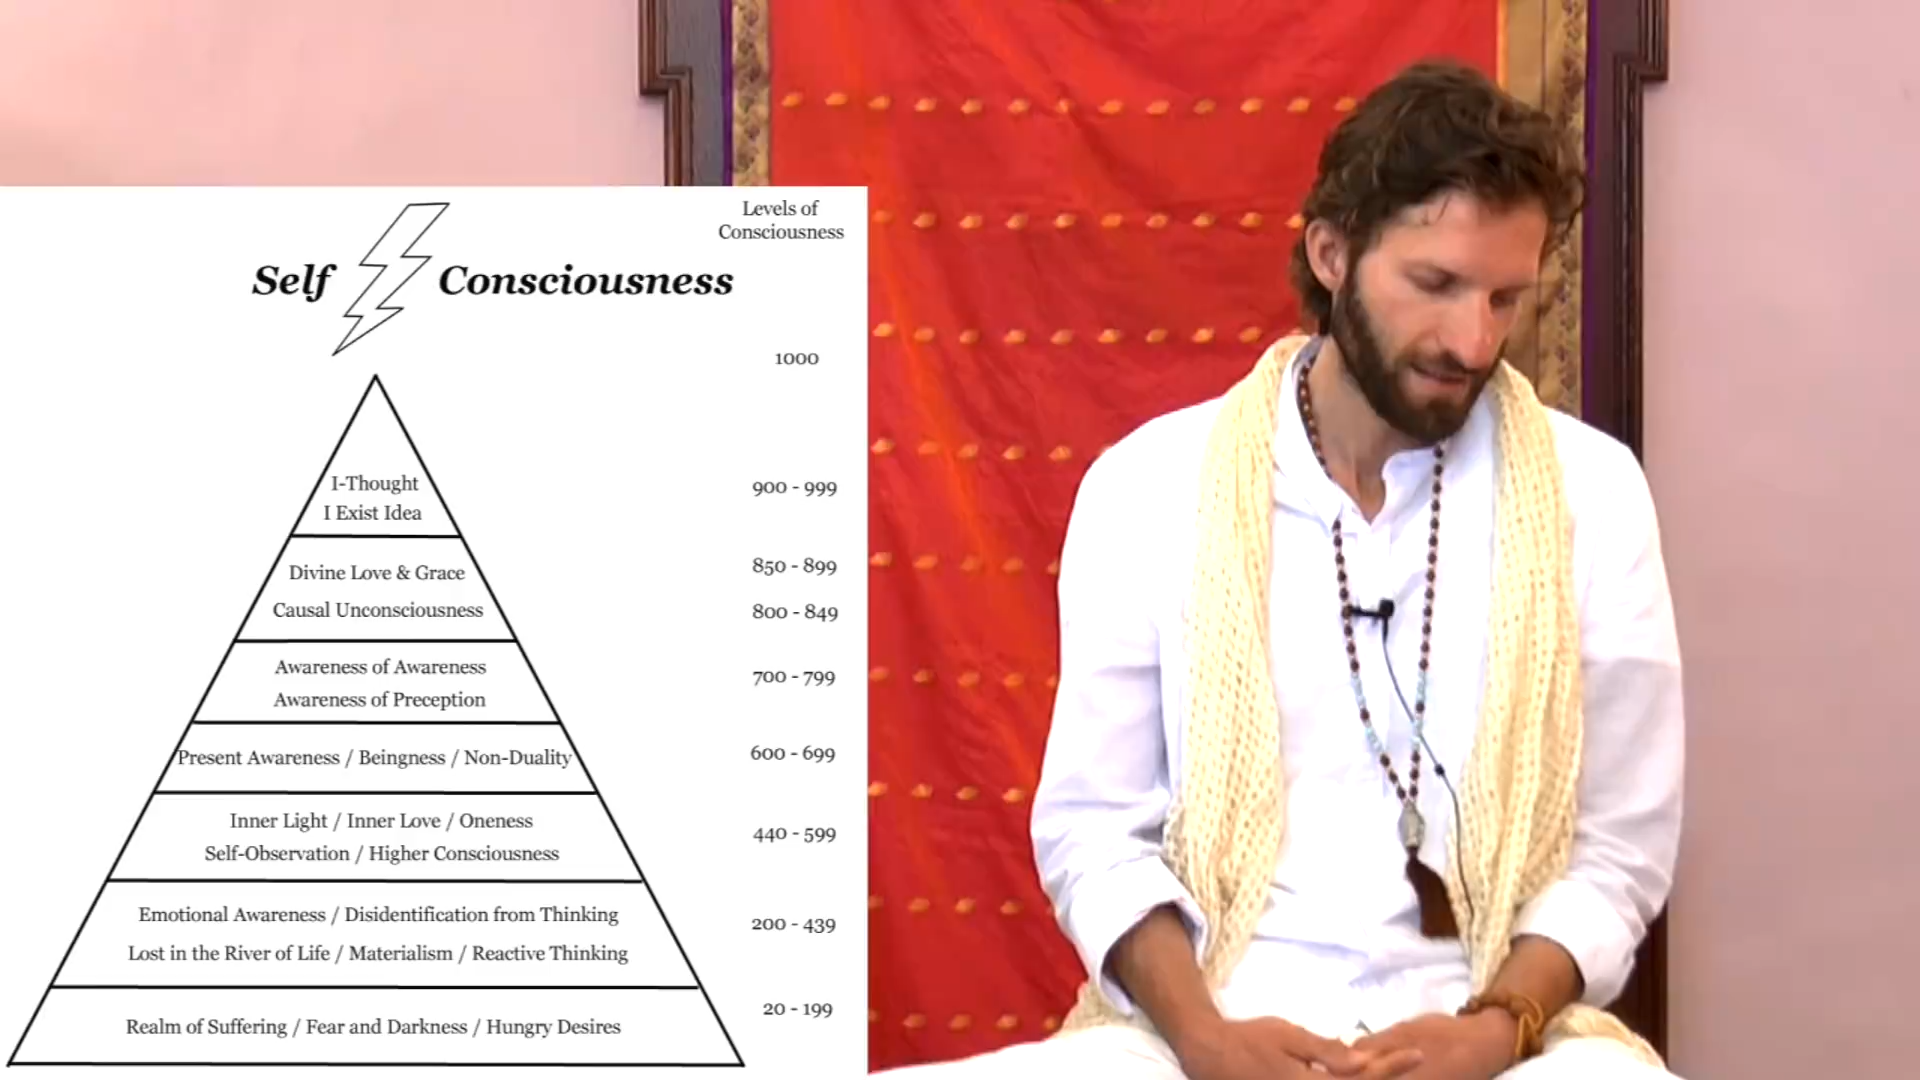 Levels of
Consciousness
Self Consciousness
1000
I-Thought
I Exist Idea
900 - 999
Divine Love & Grace
850 - 899
Causal Unconsciousness
800 - 849
Awareness of Awareness
700 - 799
Awareness of Preception
Present Awareness / Beingness / Non-Duality
600 - 699
Inner Light / Inner Love / Oneness
440 - 599
Self-Observation / Higher Consciousness
Emotional Awareness / Disidentification from Thinking
200 - 439
Lost in the River of Life / Materialism / Reactive Thinking
20 - 199
Realm of Suffering / Fear and Darkness / Hungry Desires